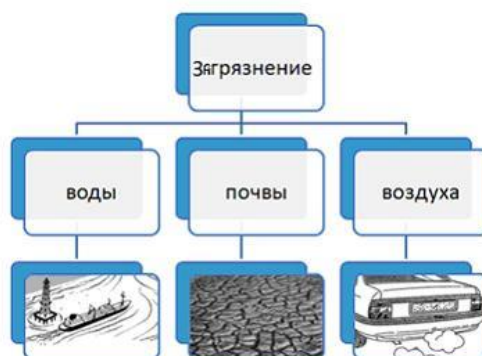 Загрязнение
воды
почвы
воздуха